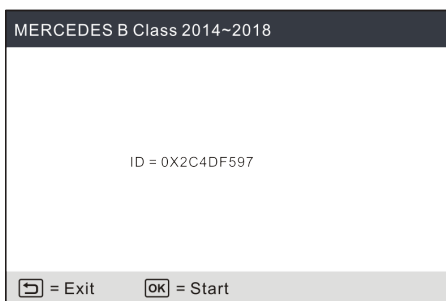 MERCEDES B Class 2014~2018
ID = 0X2C4DF597
= Exit OK = Start